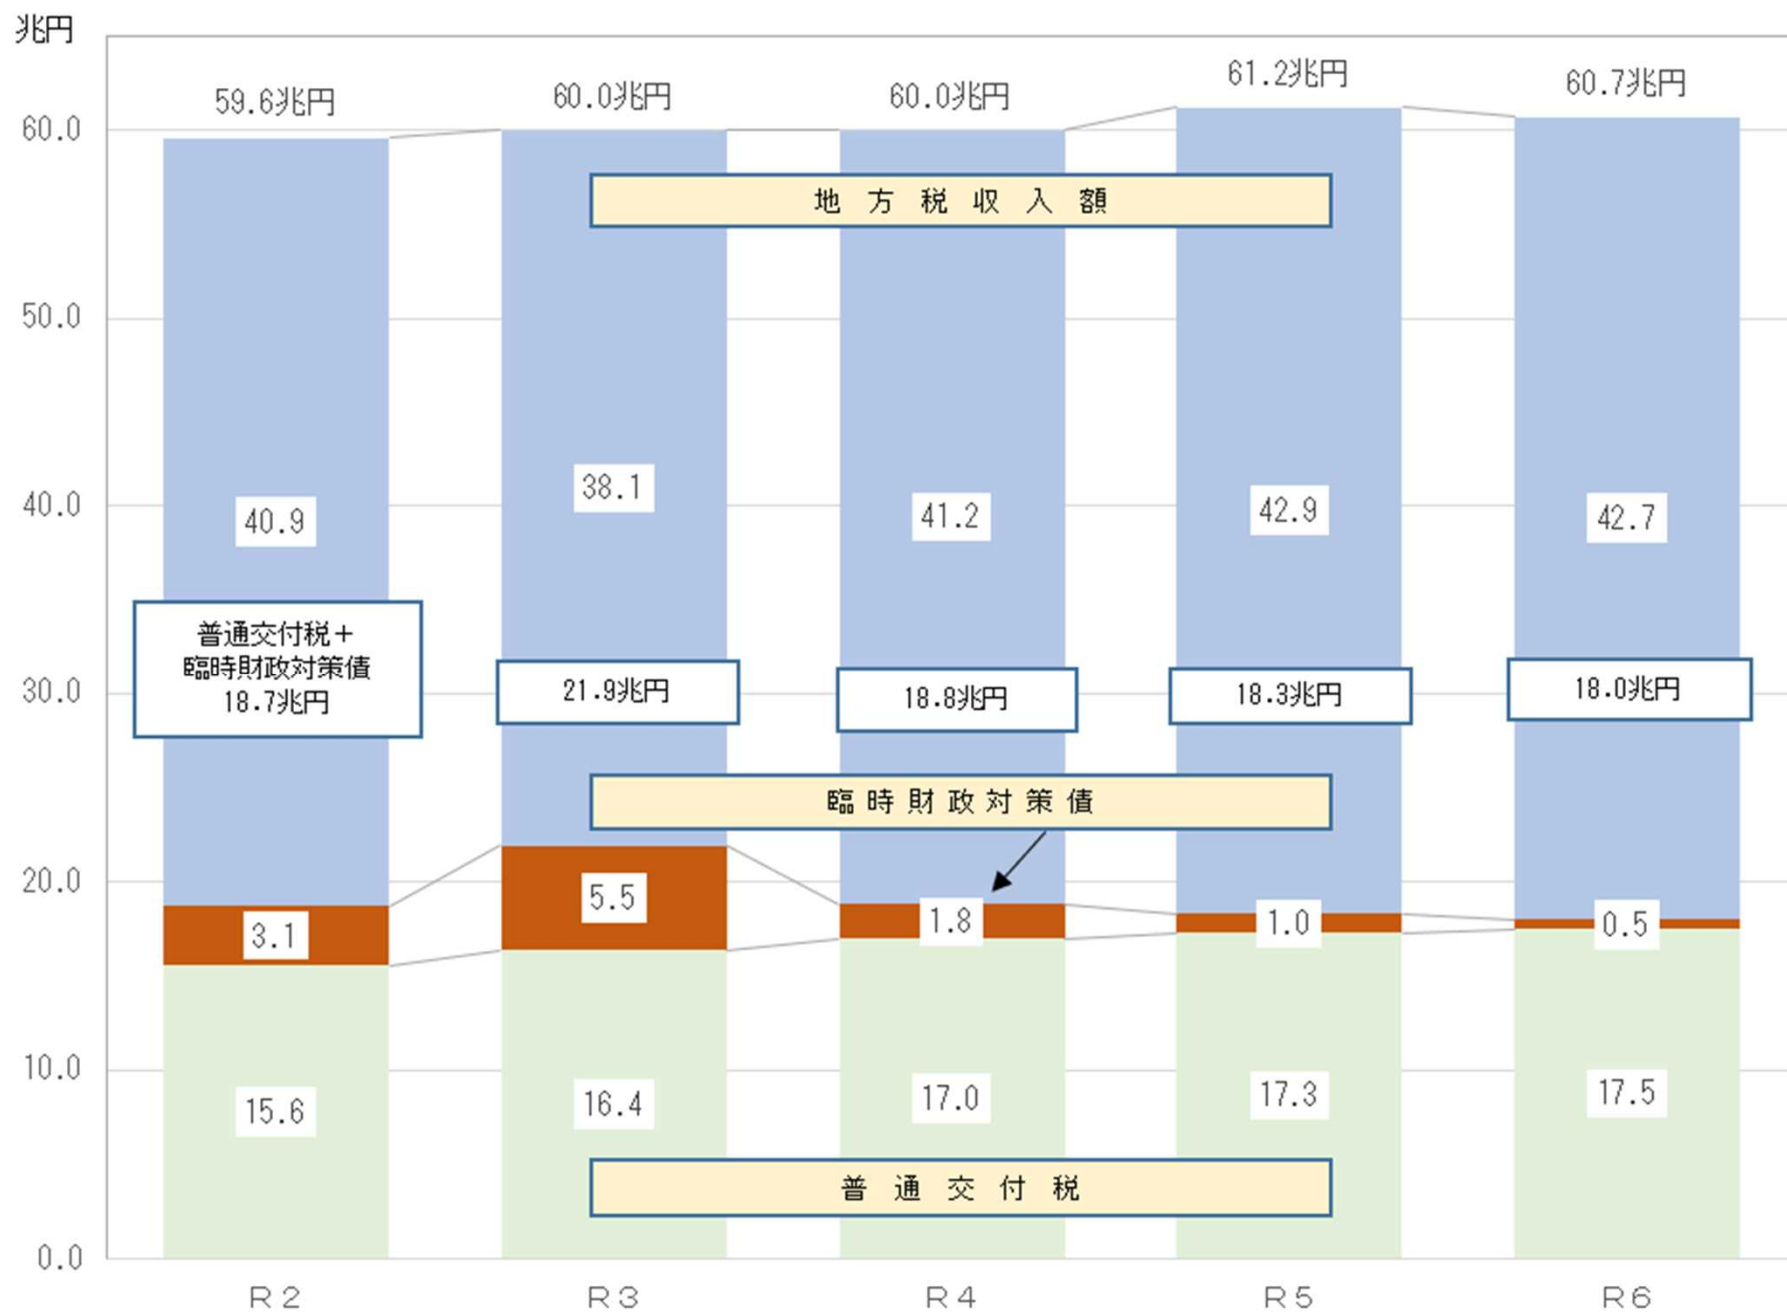 兆円
59.6兆円
60.0兆円
60.0兆円
61.2兆円
60.7兆円
60.0
50.0
40.0
30.0
20.0
10.0
0.0
地方税収入額
40.9
38.1
41.2
42.9
42.7
普通交付税＋
臨時財政対策債
18.7兆円
21.9兆円
18.8兆円
18.3兆円
18.0兆円
臨時財政対策債
3.1
5.5
1.8
1.0
0.5
15.6
16.4
17.0
17.3
17.5
普通交付税
Ｒ２
Ｒ３
Ｒ４
Ｒ５
Ｒ６